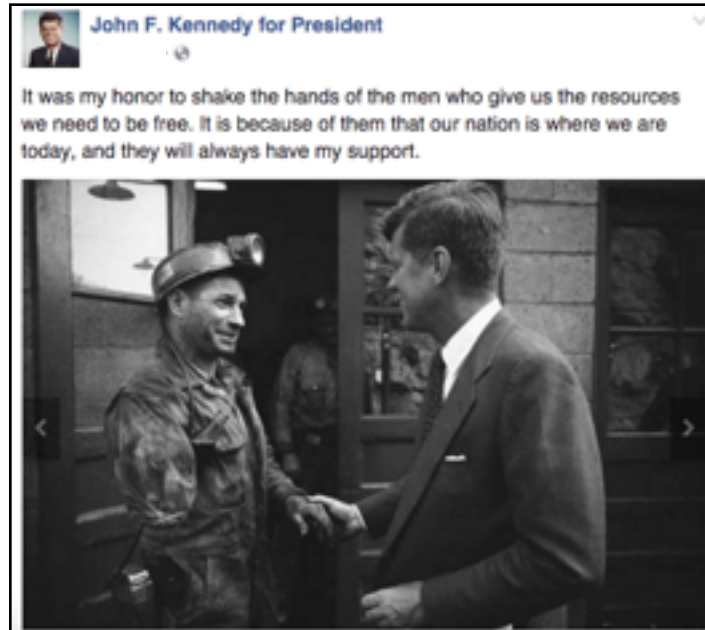 John F. Kennedy for President
It was my honor to shake the hands of the men who give us the resources
we need to be free. It is because of them that our nation is where we are
today, and they will always have my support.